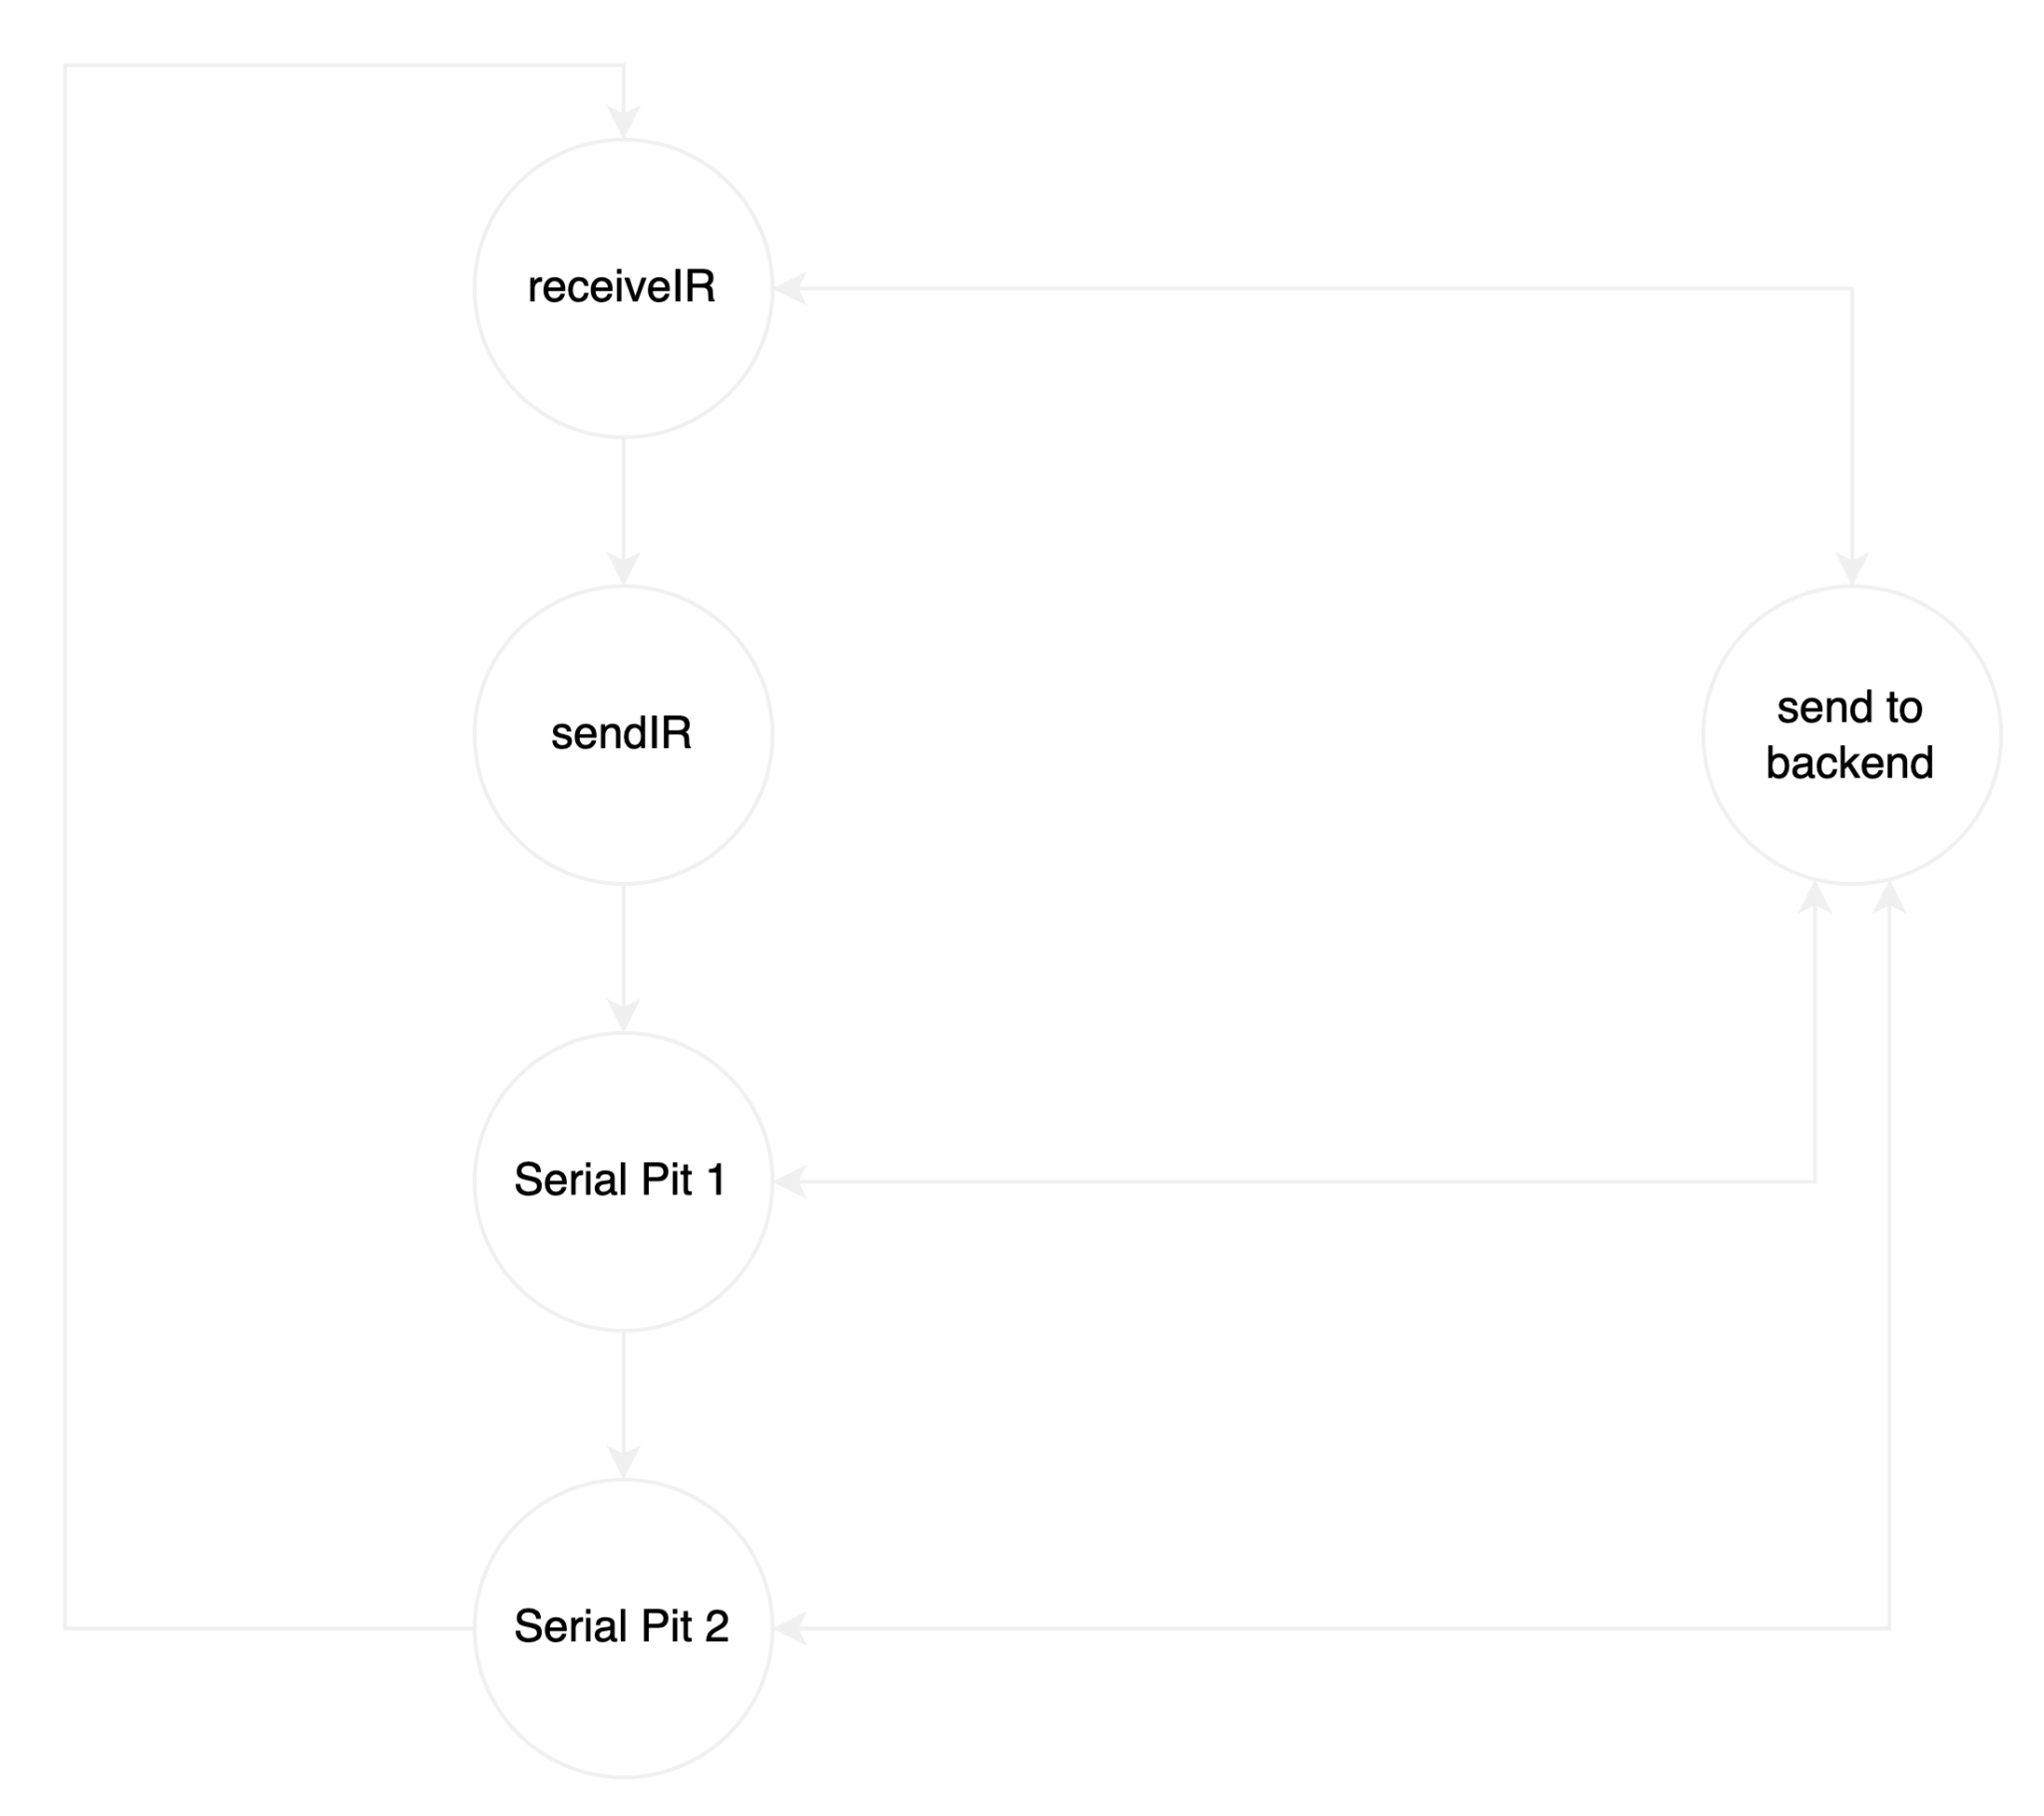 receiveIR
sendIR
send to
backend
Serial Pit 1
Serial Pit 2